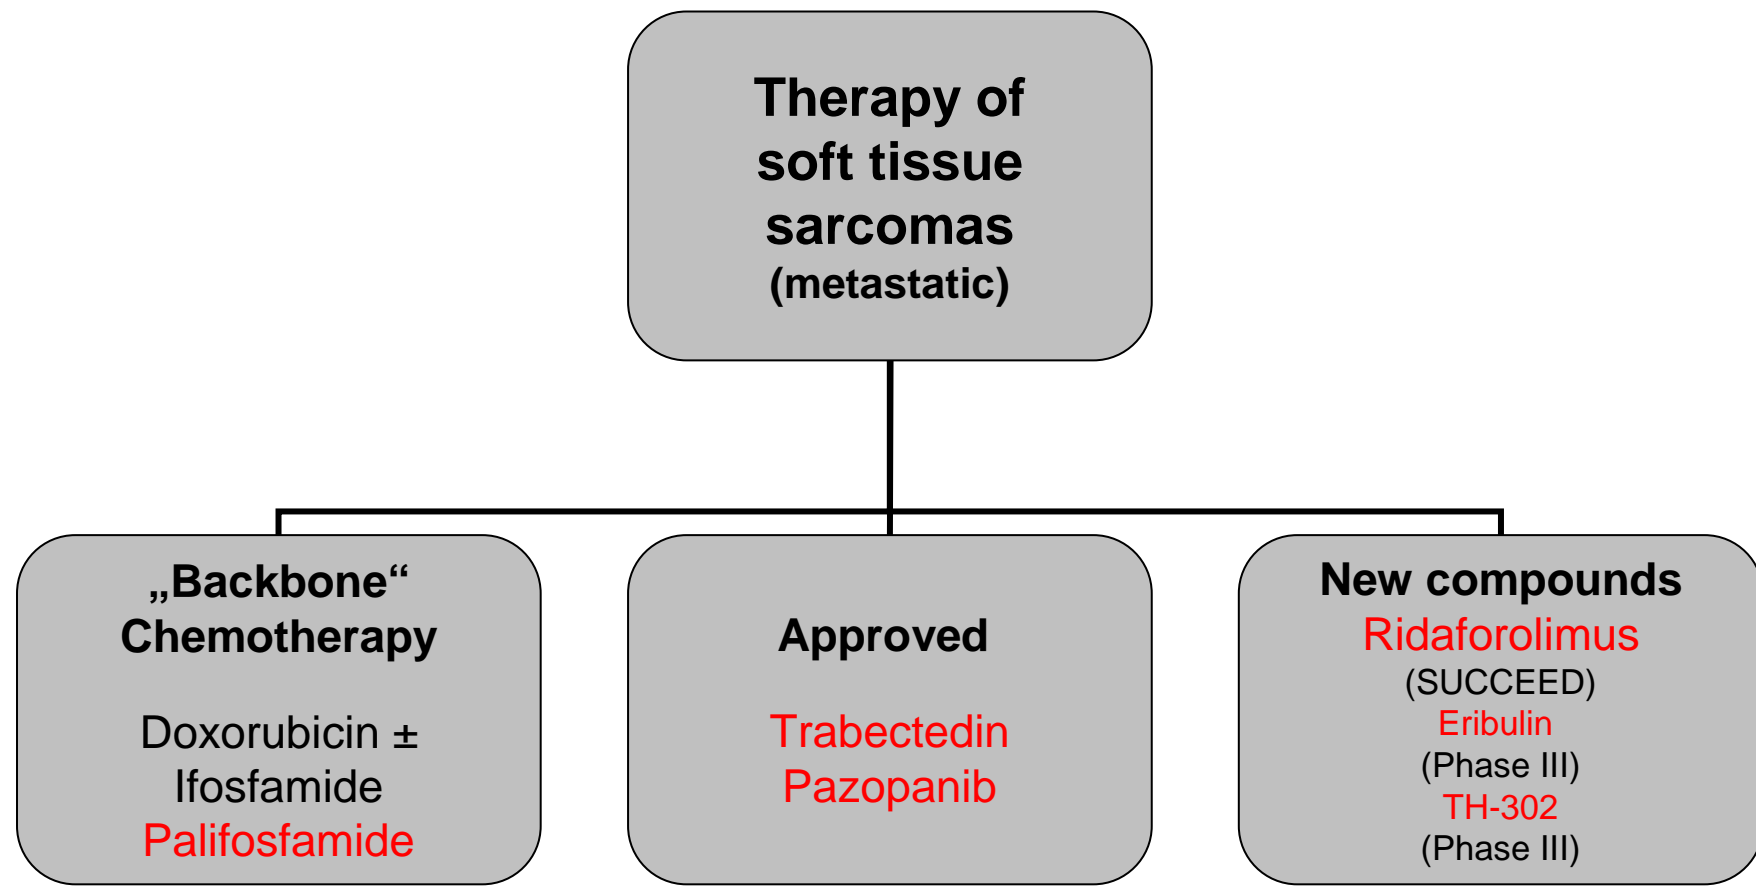 Therapy of
soft tissue
sarcomas
(metastatic)
„Backbone“
Chemotherapy
Doxorubicin ±
Ifosfamide
Palifosfamide
Approved
Trabectedin
Pazopanib
New compounds
Ridaforolimus
(SUCCEED)
Eribulin
(Phase III)
TH-302
(Phase III)